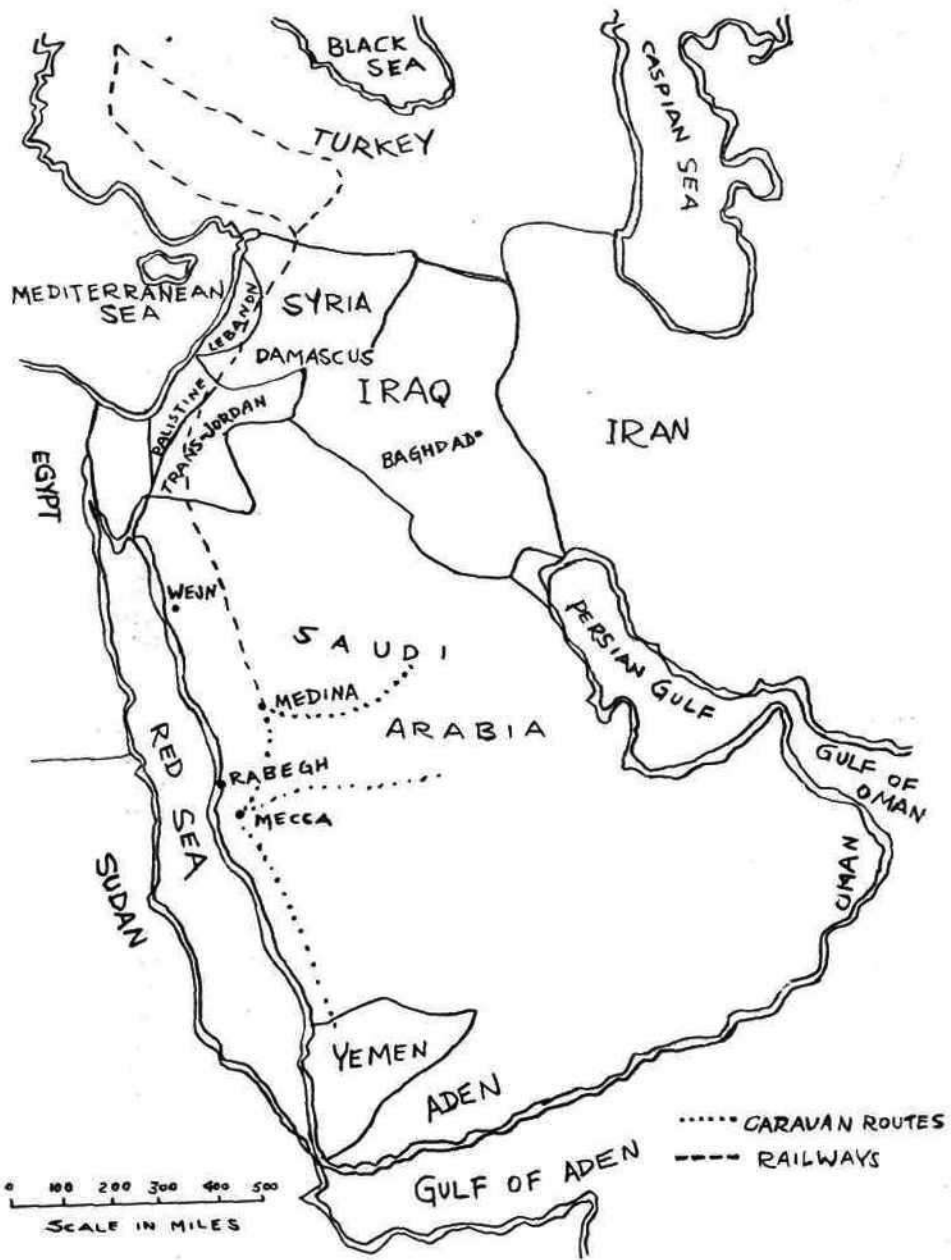 BLACK
SEA
CASPIAN SEA
TURKEY
MEDITERRANEAN
SEA
LEBANON
SYRIA
DAMASCUS
IRAQ
BAGHDAD
IRAN
PALISTINE
TRANS-JORDAN
EGYPT
WEJN
SAUDI
ARABIA
PERSIAN GULF
MEDINA
RED
SEA
RABEGH
MECCA
GULF OF
OMAN
OMAN
SUDAN
YEMEN
ADEN
GULF OF ADEN
CARAVAN ROUTES
RAILWAYS
0 100 200 300 400 500
SCALE IN MILES